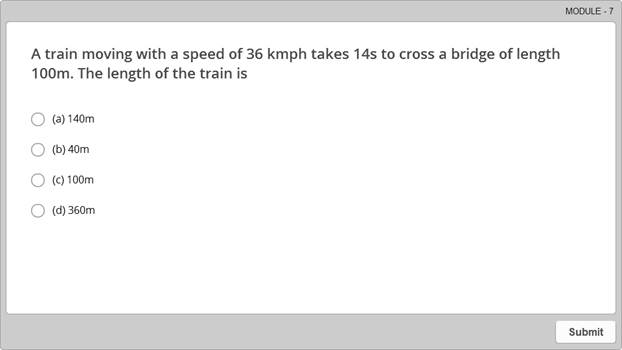 MODULE - 7
A train moving with a speed of 36 kmph takes 14s to cross a bridge of length
100m. The length of the train is
(a) 140m
(b) 40m
(c) 100m
(d) 360m
Submit